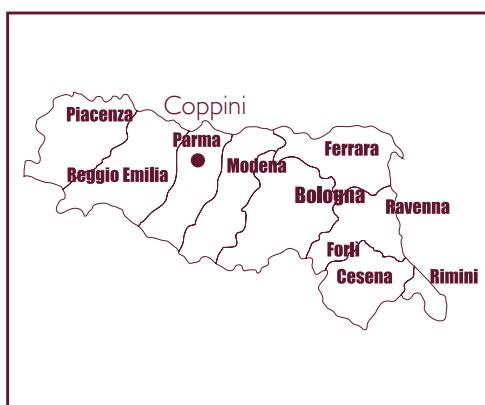 Coppini
Piacenza
Parma
Ferrara
Reggio Emilia
Modena
Bologna
Ravenna
Forlì
Cesena
Rimini